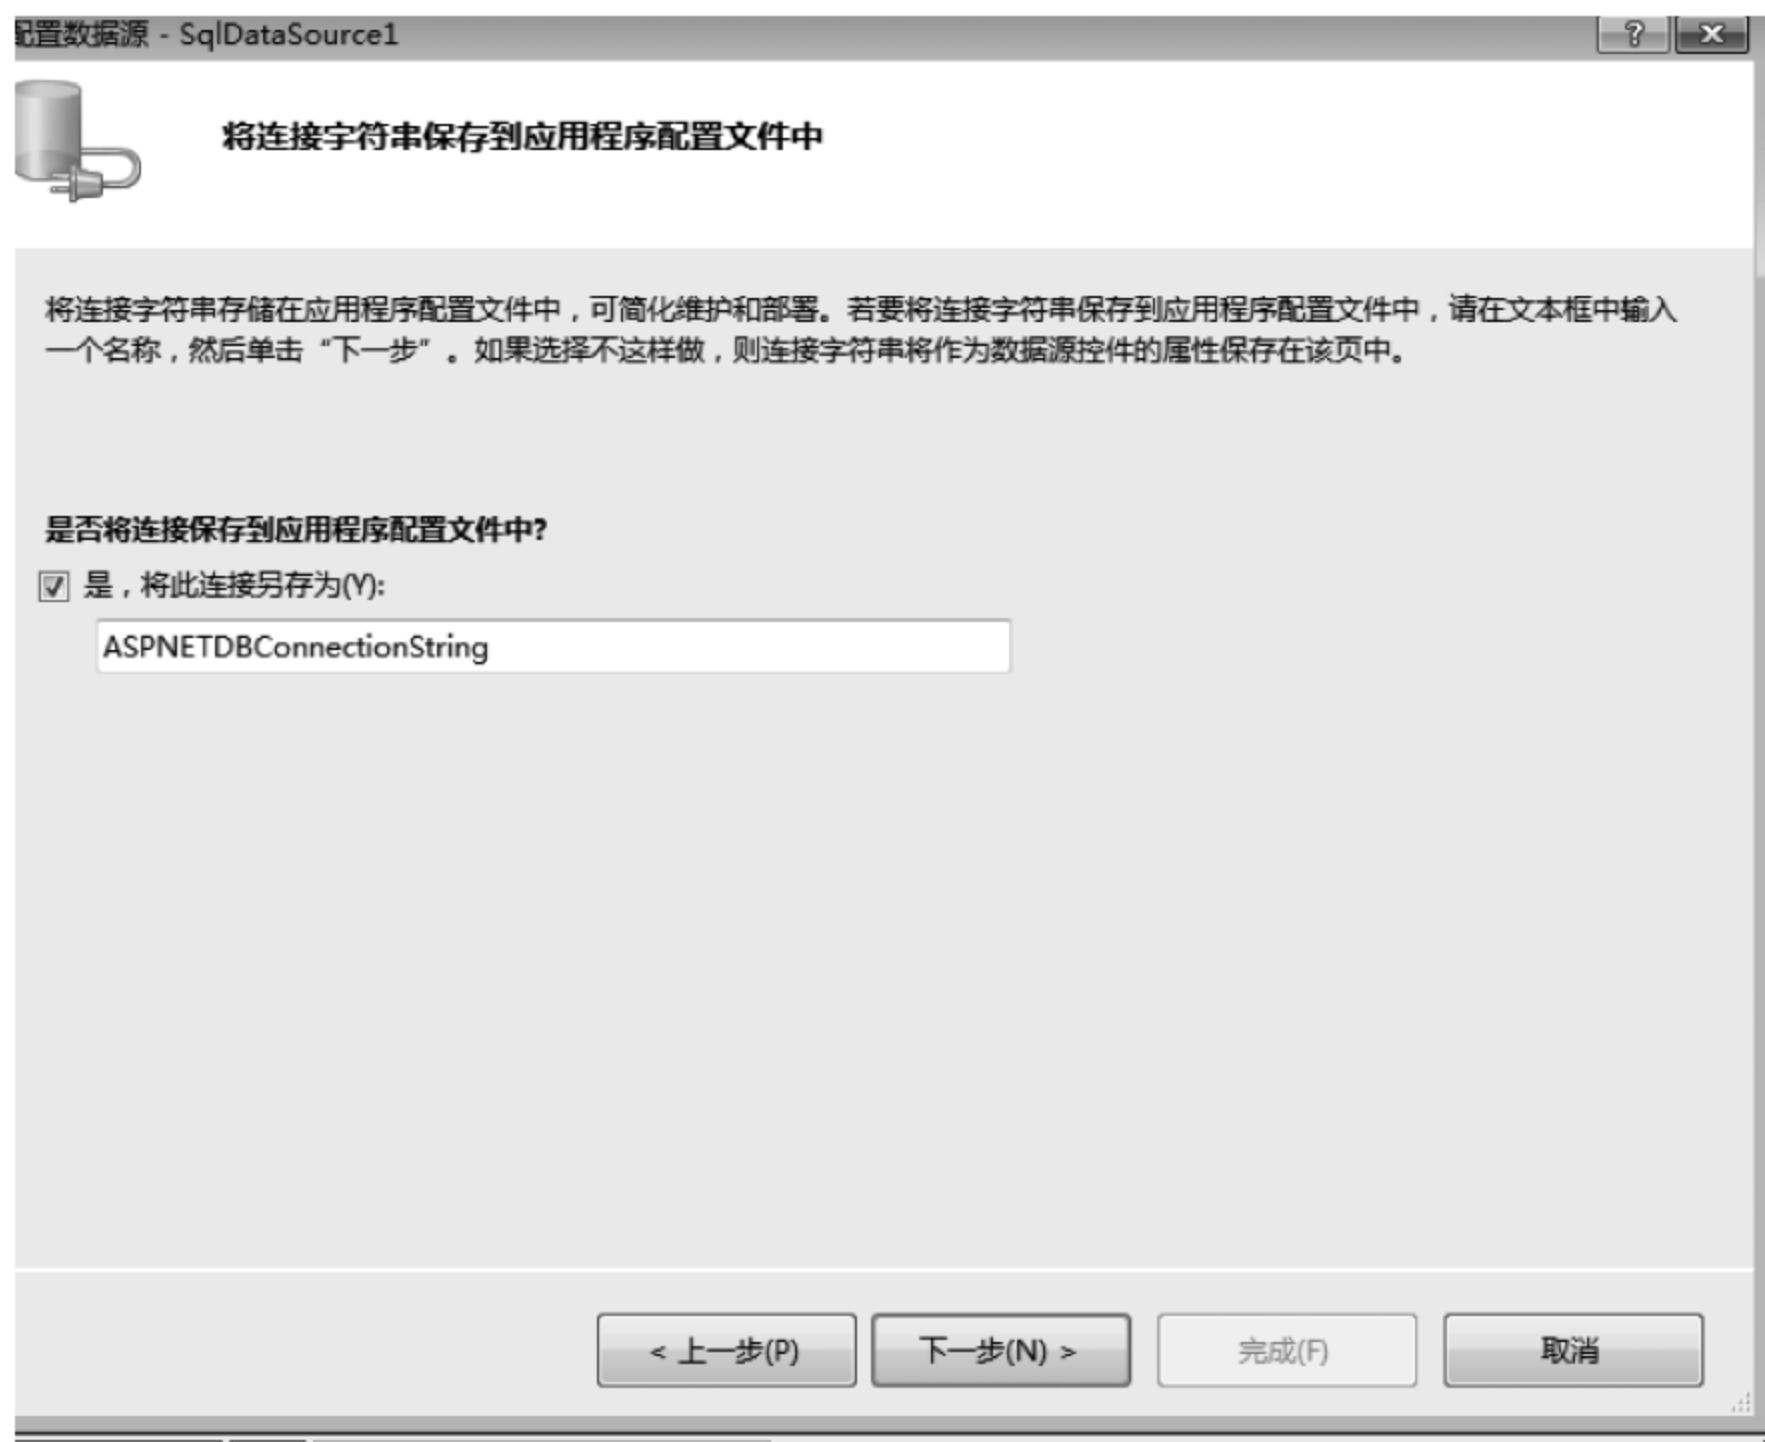 配置数据源 - SqlDataSource1
将连接字符串保存到应用程序配置文件中
将连接字符串存储在应用程序配置文件中，可简化维护和部署。若要将连接字符串保存到应用程序配置文件中，请在文本框中输入
一个名称，然后单击“下一步”。如果选择不这样做，则连接字符串将作为数据源控件的属性保存在该页中。
是否将连接保存到应用程序配置文件中?
是，将此连接另存为(Y):
ASPNETDBConnectionString
< 上一步(P) 下一步(N) > 完成(F) 取消